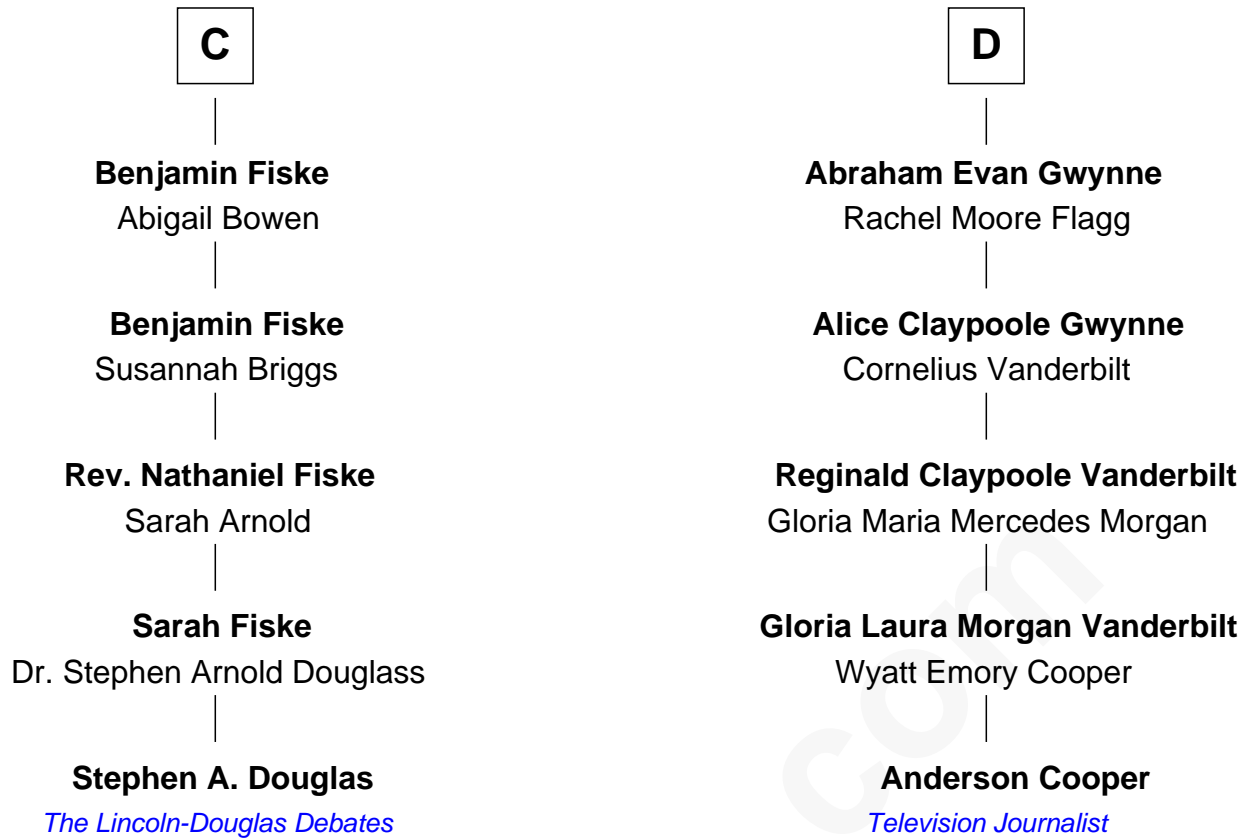 C
Benjamin Fiske
Abigail Bowen
Benjamin Fiske
Susannah Briggs
Rev. Nathaniel Fiske
Sarah Arnold
Sarah Fiske
Dr. Stephen Arnold Douglass
Stephen A. Douglas
The Lincoln-Douglas Debates
D
Abraham Evan Gwynne
Rachel Moore Flagg
Alice Claypoole Gwynne
Cornelius Vanderbilt
Reginald Claypoole Vanderbilt
Gloria Maria Mercedes Morgan
Gloria Laura Morgan Vanderbilt
Wyatt Emory Cooper
Anderson Cooper
Television Journalist
com